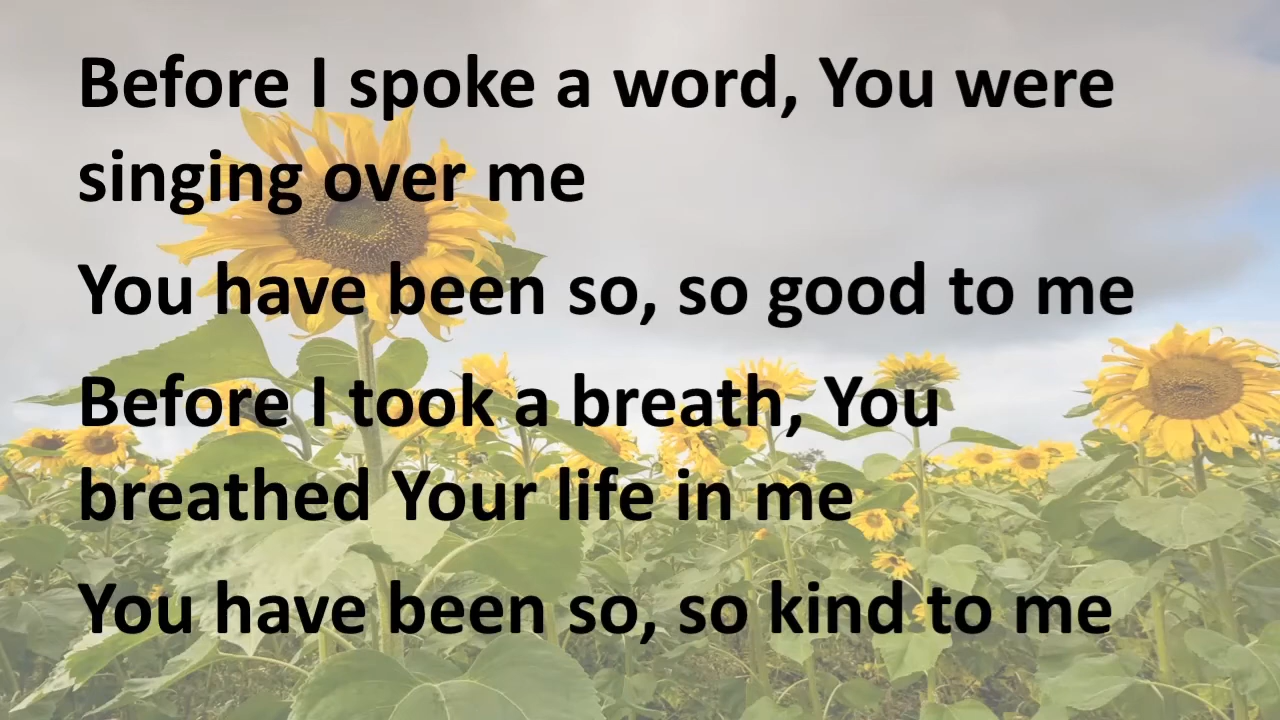 Before I spoke a word, You were
singing over me
You have been so, so good to me
Before I took a breath, You
breathed Your life in me
You have been so, so kind to me